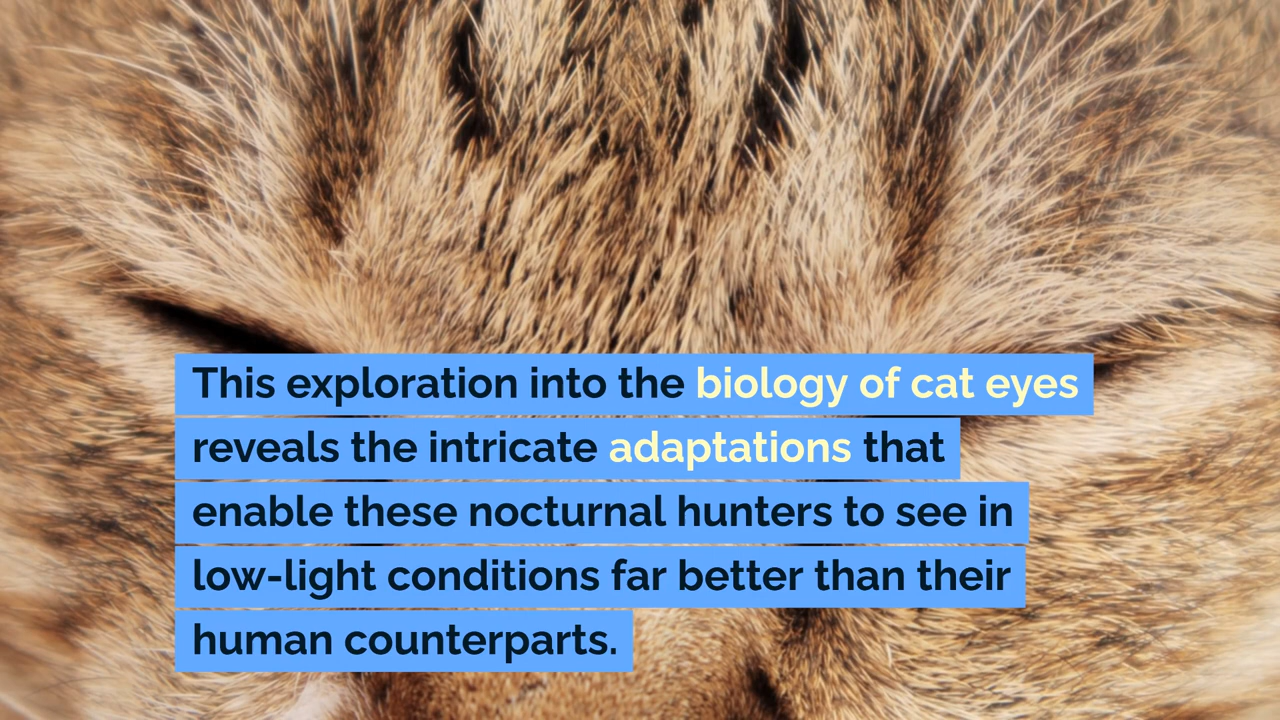 This exploration into the biology of cat eyes
reveals the intricate adaptations that
enable these nocturnal hunters to see in
low-light conditions far better than their
human counterparts.